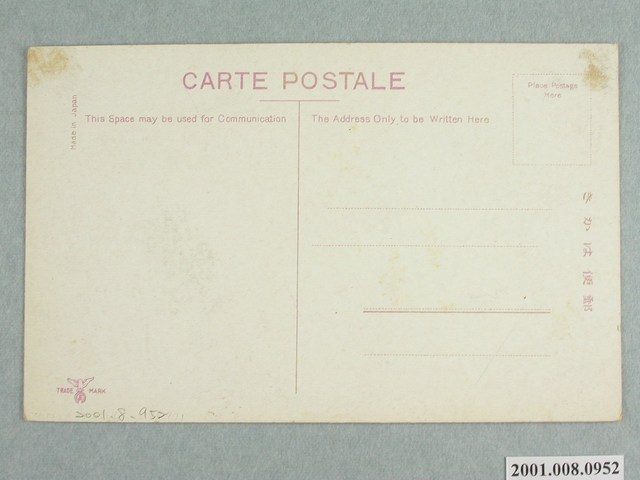 CARTE POSTALE
Made in Japan
This Space may be used for Communication
The Address Only to be Written Here
Place Postage
Here
きかは便郵
TRADE MARK
2001-8-952
2001.008.0952